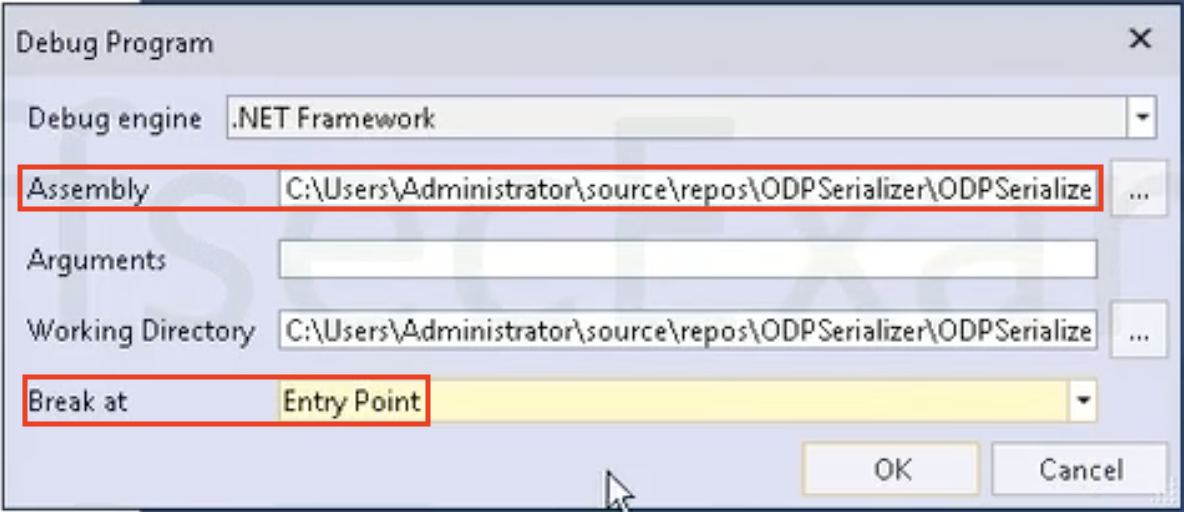 Debug Program
Debug engine .NET Framework
Assembly C:\Users\Administrator\source\repos\ODPSerializer\ODPSerialize ...
Arguments
Working Directory C:\Users\Administrator\source\repos\ODPSerializer\ODPSerialize ...
Break at Entry Point
OK Cancel